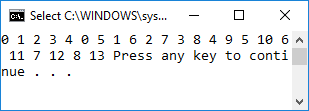 Select C:\WINDOWS\sys...
0 1 2 3 4 0 5 1 6 2 7 3 8 4 9 5 10 6
 11 7 12 8 13 Press any key to conti
nue . . .